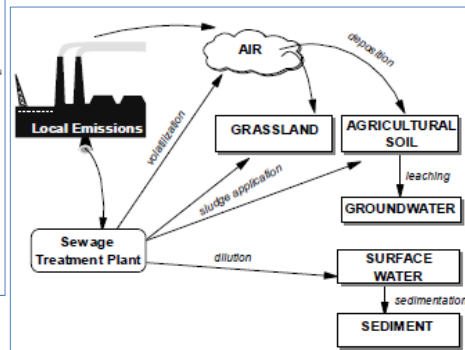 AIR
deposition
Local Emissions
volatilization
GRASSLAND
AGRICULTURAL
SOIL
sludge application
leaching
GROUNDWATER
Sewage
Treatment Plant
dilution
SURFACE
WATER
sedimentation
SEDIMENT